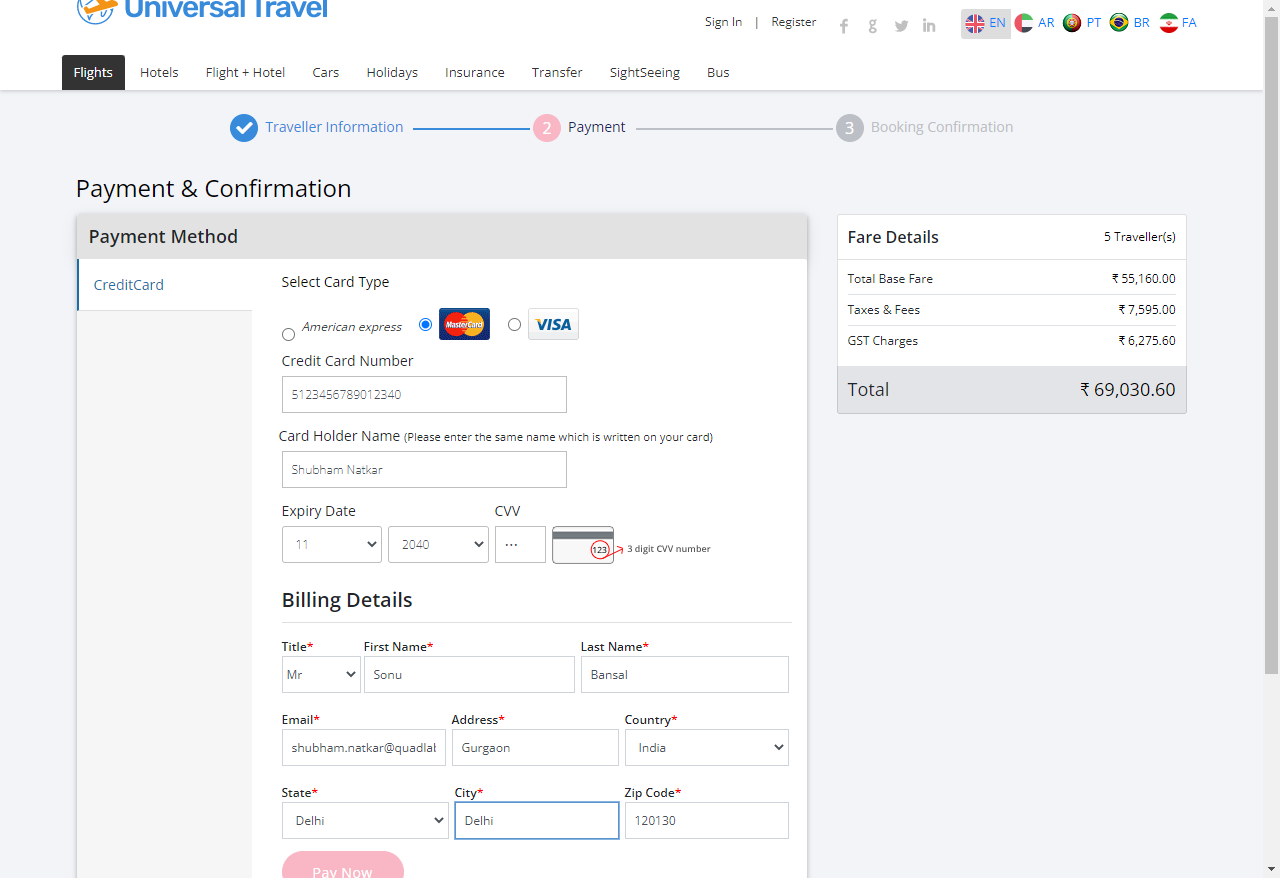 Universal Travel
Sign In | Register
EN AR PT BR FA
Flights Hotels Flight + Hotel Cars Holidays Insurance Transfer SightSeeing Bus
Traveller Information 2 Payment 3 Booking Confirmation
Payment & Confirmation
Payment Method
CreditCard
Select Card Type
American express MasterCard VISA
Credit Card Number
5123456789012340
Card Holder Name (Please enter the same name which is written on your card)
Shubham Natkar
Expiry Date CVV
11 2040 ... 123 3 digit CVV number
Billing Details
Title* First Name* Last Name*
Mr Sonu Bansal
Email* Address* Country*
shubham.natkar@quadlab Gurgaon India
State* City* Zip Code*
Delhi Delhi 120130
Pay Now
Fare Details 5 Traveller(s)
Total Base Fare ₹ 55,160.00
Taxes & Fees ₹ 7,595.00
GST Charges ₹ 6,275.60
Total ₹ 69,030.60